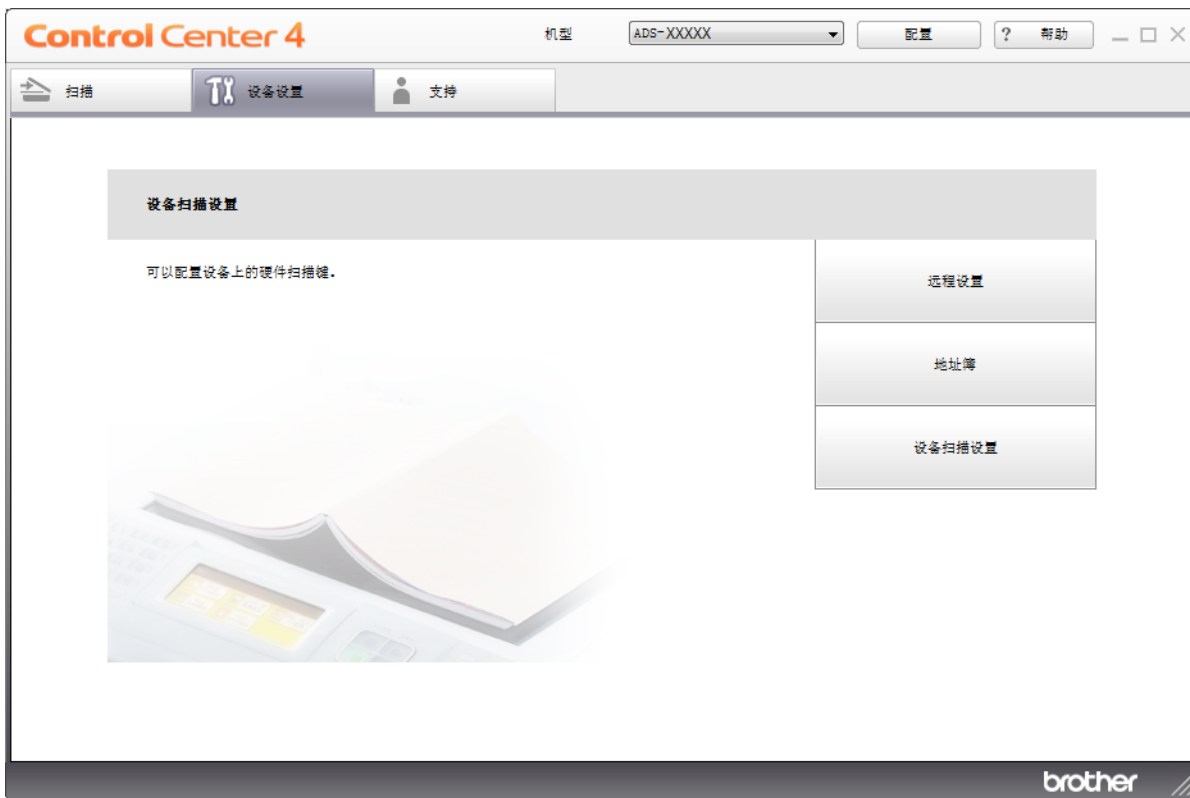 Control Center 4
机型 ADS-XXXXX 配置 ? 帮助
扫描 设备设置 支持
设备扫描设置
可以配置设备上的硬件扫描键.
远程设置
地址簿
设备扫描设置
brother